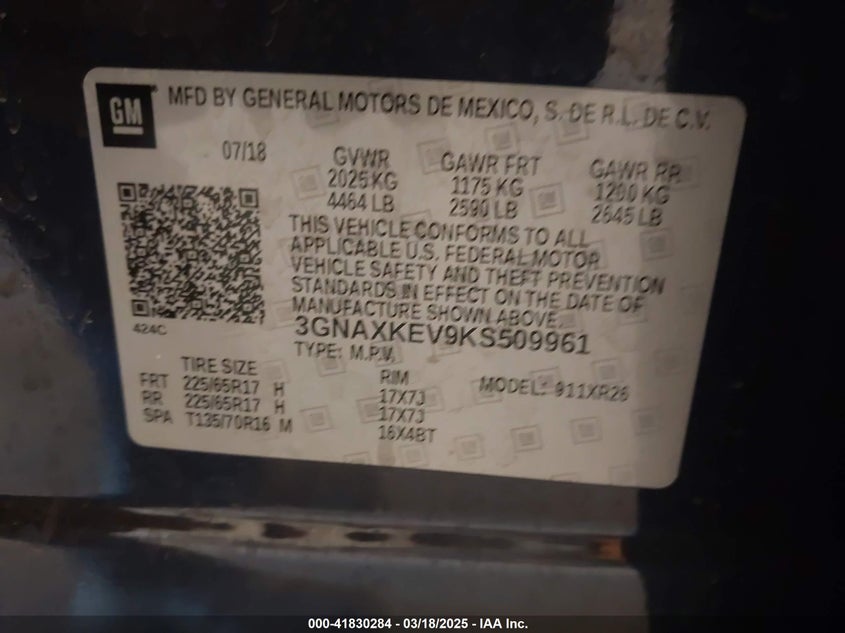 GM
MFD BY GENERAL MOTORS DE MEXICO, S. DE R.L. DE C.V.
07/18 GVWR GAWR FRT GAWR RR
2025 KG 1175 KG 1200 KG
4464 LB 2590 LB 2645 LB
THIS VEHICLE CONFORMS TO ALL
APPLICABLE U.S. FEDERAL MOTOR
VEHICLE SAFETY AND THEFT PREVENTION
STANDARDS IN EFFECT ON THE DATE OF
MANUFACTURE SHOWN ABOVE.
424C
3GNAXKEV9KS509961
TYPE: M.P.V.
TIRE SIZE RIM MODEL: 911XR26
FRT 225/65R17 H 17X7J
RR 225/65R17 H 17X7J
SPA T135/70R16 M 16X4BT
000-41830284 - 03/18/2025 - IAA Inc.